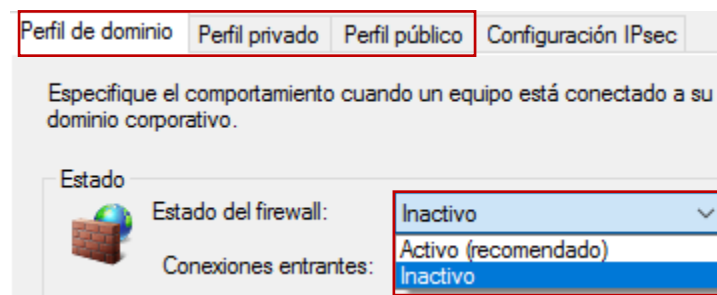 Perfil de dominio Perfil privado Perfil público Configuración IPsec
Especifique el comportamiento cuando un equipo está conectado a su
dominio corporativo.
Estado
Estado del firewall: Inactivo
Activo (recomendado)
Conexiones entrantes: Inactivo